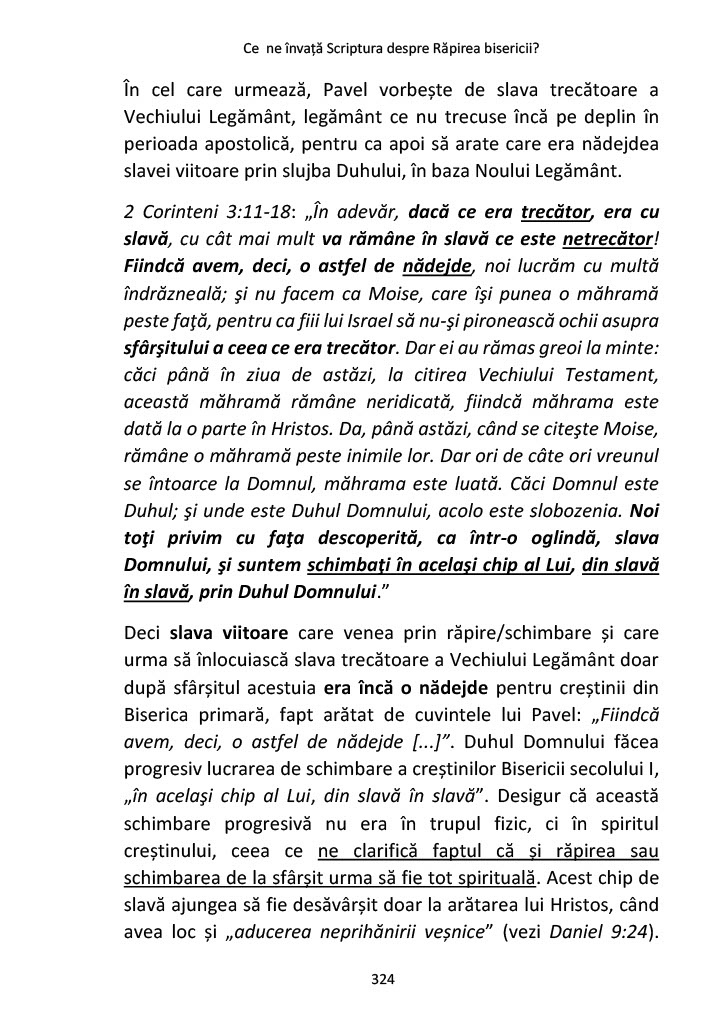 Ce ne învață Scriptura despre Răpirea bisericii?
În cel care urmează, Pavel vorbește de slava trecătoare a
Vechiului Legământ, legământ ce nu trecuse încă pe deplin în
perioada apostolică, pentru ca apoi să arate care era nădejdea
slavei viitoare prin slujba Duhului, în baza Noului Legământ.
2 Corinteni 3:11-18: „În adevăr, dacă ce era trecător, era cu
slavă, cu cât mai mult va rămâne în slavă ce este netrecător!
Fiindcă avem, deci, o astfel de nădejde, noi lucrăm cu multă
îndrăzneală; şi nu facem ca Moise, care îşi punea o măhramă
peste faţă, pentru ca fiii lui Israel să nu-şi pironească ochii asupra
sfârşitului a ceea ce era trecător. Dar ei au rămas greoi la minte:
căci până în ziua de astăzi, la citirea Vechiului Testament,
această măhramă rămâne neridicată, fiindcă măhrama este
dată la o parte în Hristos. Da, până astăzi, când se citeşte Moise,
rămâne o măhramă peste inimile lor. Dar ori de câte ori vreunul
se întoarce la Domnul, măhrama este luată. Căci Domnul este
Duhul; şi unde este Duhul Domnului, acolo este slobozenia. Noi
toţi privim cu faţa descoperită, ca într-o oglindă, slava
Domnului, şi suntem schimbaţi în acelaşi chip al Lui, din slavă
în slavă, prin Duhul Domnului.”
Deci slava viitoare care venea prin răpire/schimbare și care
urma să înlocuiască slava trecătoare a Vechiului Legământ doar
după sfârșitul acestuia era încă o nădejde pentru creștinii din
Biserica primară, fapt arătat de cuvintele lui Pavel: „Fiindcă
avem, deci, o astfel de nădejde [...]”. Duhul Domnului făcea
progresiv lucrarea de schimbare a creștinilor Bisericii secolului I,
„în acelaşi chip al Lui, din slavă în slavă”. Desigur că această
schimbare progresivă nu era în trupul fizic, ci în spiritul
creștinului, ceea ce ne clarifică faptul că și răpirea sau
schimbarea de la sfârșit urma să fie tot spirituală. Acest chip de
slavă ajungea să fie desăvârșit doar la arătarea lui Hristos, când
avea loc și „aducerea neprihănirii veșnice” (vezi Daniel 9:24).
324